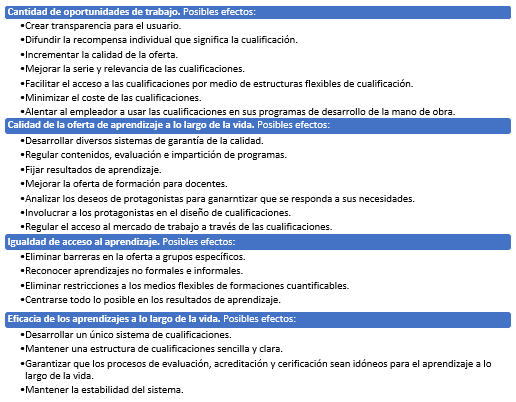 Cantidad de oportunidades de trabajo. Posibles efectos:
•Crear transparencia para el usuario.
•Difundir la recompensa individual que significa la cualificación.
•Incrementar la calidad de la oferta.
•Mejorar la serie y relevancia de las cualificaciones.
•Facilitar el acceso a las cualificaciones por medio de estructuras flexibles de cualificación.
•Minimizar el coste de las cualificaciones.
•Alentar al empleador a usar las cualificaciones en sus programas de desarrollo de la mano de obra.
Calidad de la oferta de aprendizaje a lo largo de la vida. Posibles efectos:
•Desarrollar diversos sistemas de garantía de la calidad.
•Regular contenidos, evaluación e impartición de programas.
•Fijar resultados de aprendizaje.
•Mejorar la oferta de formación para docentes.
•Analizar los deseos de protagonistas para ganarntizar que se responda a sus necesidades.
•Involucrar a los protagonistas en el diseño de cualificaciones.
•Regular el acceso al mercado de trabajo a través de las cualificaciones.
Igualdad de acceso al aprendizaje. Posibles efectos:
•Eliminar barreras en la oferta a grupos específicos.
•Reconocer aprendizajes no formales e informales.
•Eliminar restricciones a los medios flexibles de formaciones cuantificables.
•Centrarse todo lo posible en los resultados de aprendizaje.
Eficacia de los aprendizajes a lo largo de la vida. Posibles efectos:
•Desarrollar un único sistema de cualificaciones.
•Mantener una estructura de cualificaciones sencilla y clara.
•Garantizar que los procesos de evaluación, acreditación y cerificación sean idóneos para el aprendizaje a lo
largo de la vida.
•Mantener la estabilidad del sistema.